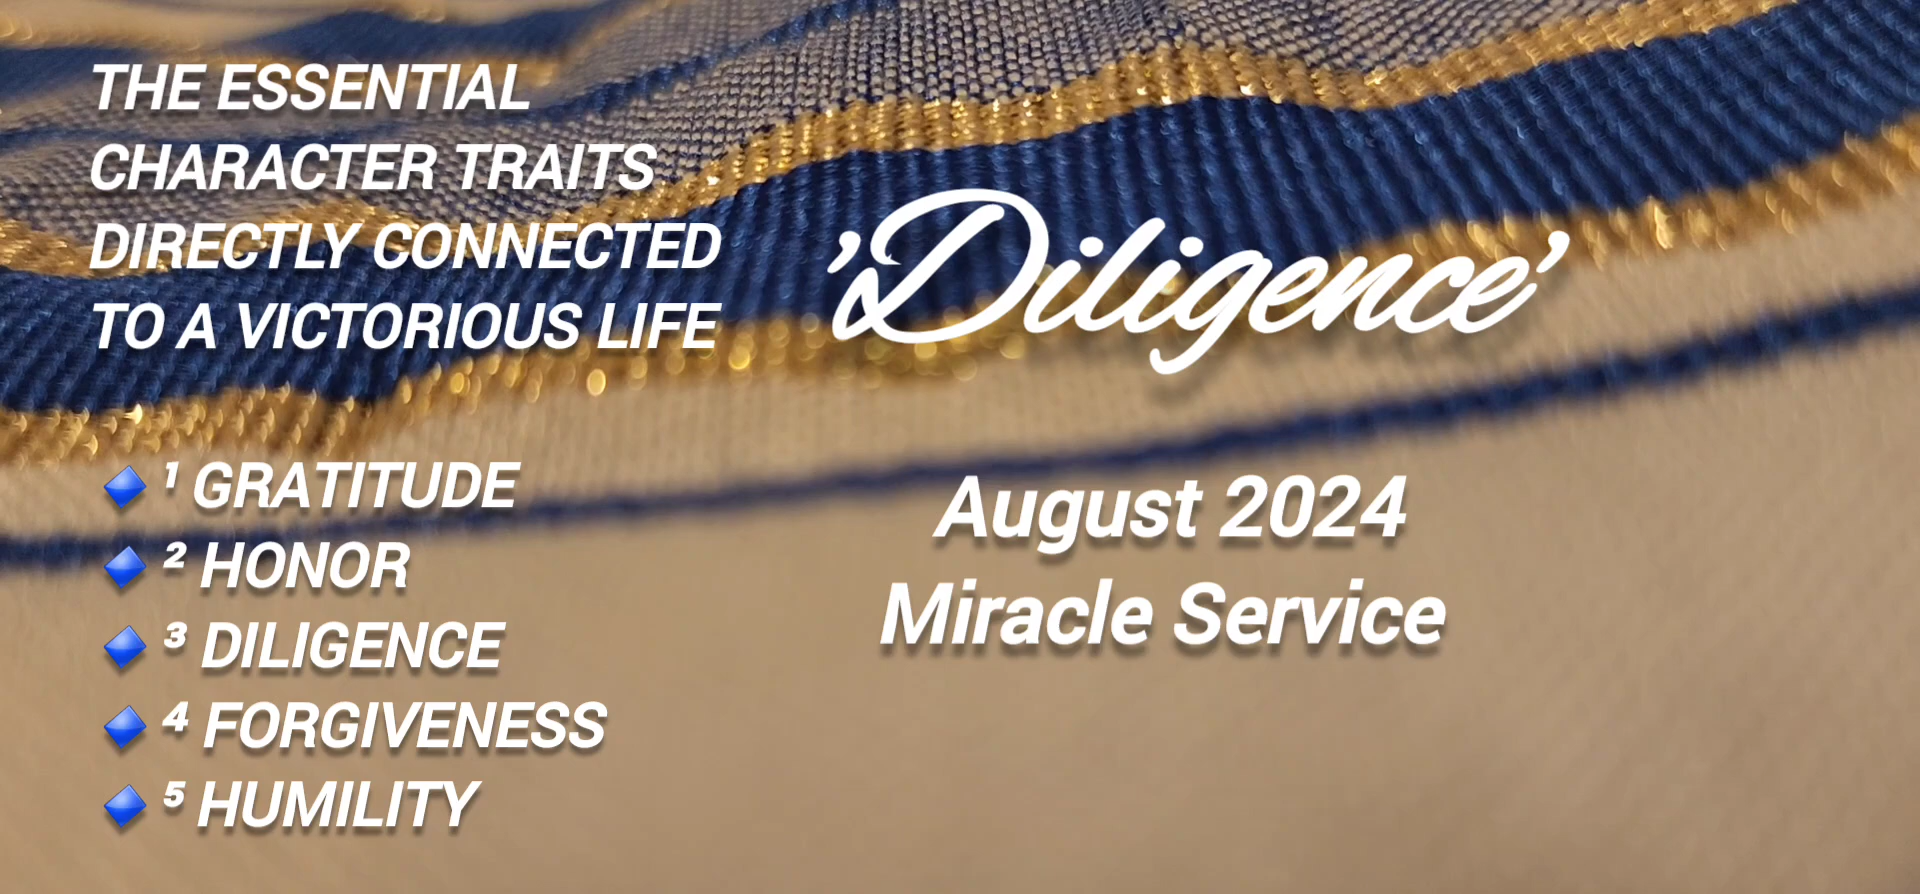 THE ESSENTIAL
CHARACTER TRAITS
DIRECTLY CONNECTED
TO A VICTORIOUS LIFE
🔹 ¹ GRATITUDE
🔹 ² HONOR
🔹 ³ DILIGENCE
🔹 ⁴ FORGIVENESS
🔹 ⁵ HUMILITY
’Diligence’
August 2024
Miracle Service